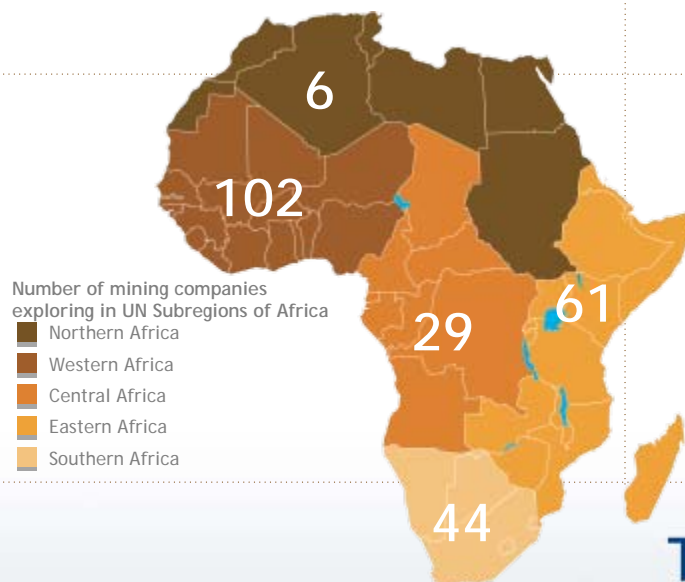 6
102
Number of mining companies
exploring in UN Subregions of Africa
61
Northern Africa
29
Western Africa
Central Africa
Eastern Africa
Southern Africa
44
T